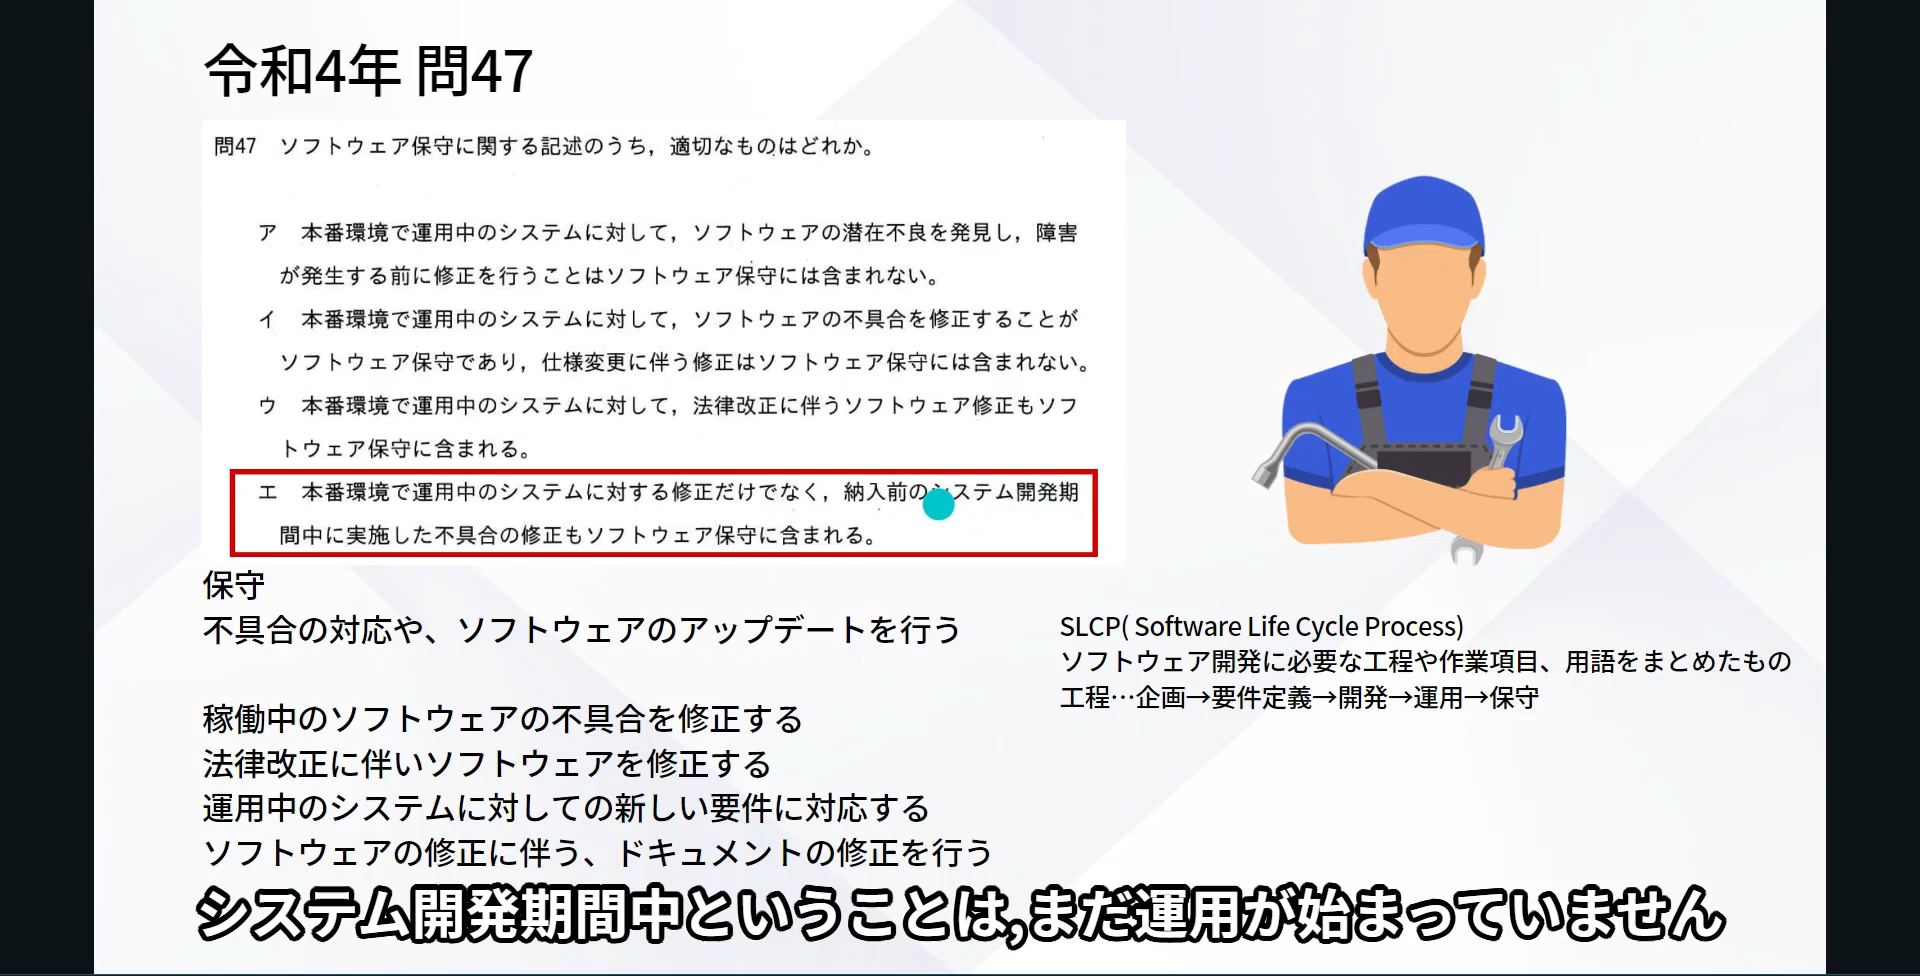 令和4年 問47
問47　ソフトウェア保守に関する記述のうち，適切なものはどれか。
ア　本番環境で運用中のシステムに対して，ソフトウェアの潜在不良を発見し，障害
が発生する前に修正を行うことはソフトウェア保守には含まれない。
イ　本番環境で運用中のシステムに対して，ソフトウェアの不具合を修正することが
ソフトウェア保守であり，仕様変更に伴う修正はソフトウェア保守には含まれない。
ウ　本番環境で運用中のシステムに対して，法律改正に伴うソフトウェア修正もソフ
トウェア保守に含まれる。
エ　本番環境で運用中のシステムに対する修正だけでなく，納入前のシステム開発期
間中に実施した不具合の修正もソフトウェア保守に含まれる。
保守
不具合の対応や、ソフトウェアのアップデートを行う
稼働中のソフトウェアの不具合を修正する
法律改正に伴いソフトウェアを修正する
運用中のシステムに対しての新しい要件に対応する
ソフトウェアの修正に伴う、ドキュメントの修正を行う
SLCP( Software Life Cycle Process)
ソフトウェア開発に必要な工程や作業項目、用語をまとめたもの
工程…企画→要件定義→開発→運用→保守
システム開発期間中ということは,まだ運用が始まっていません